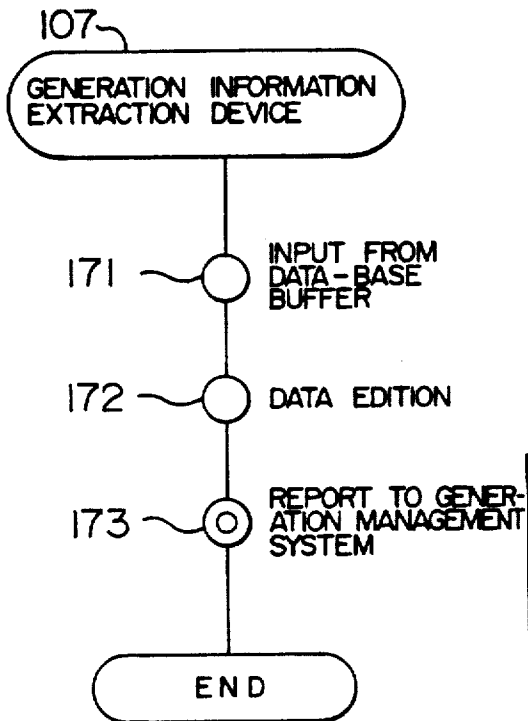 107
GENERATION INFORMATION
EXTRACTION DEVICE
171
INPUT FROM
DATA-BASE
BUFFER
172
DATA EDITION
173
REPORT TO GENER-
ATION MANAGEMENT
SYSTEM
END